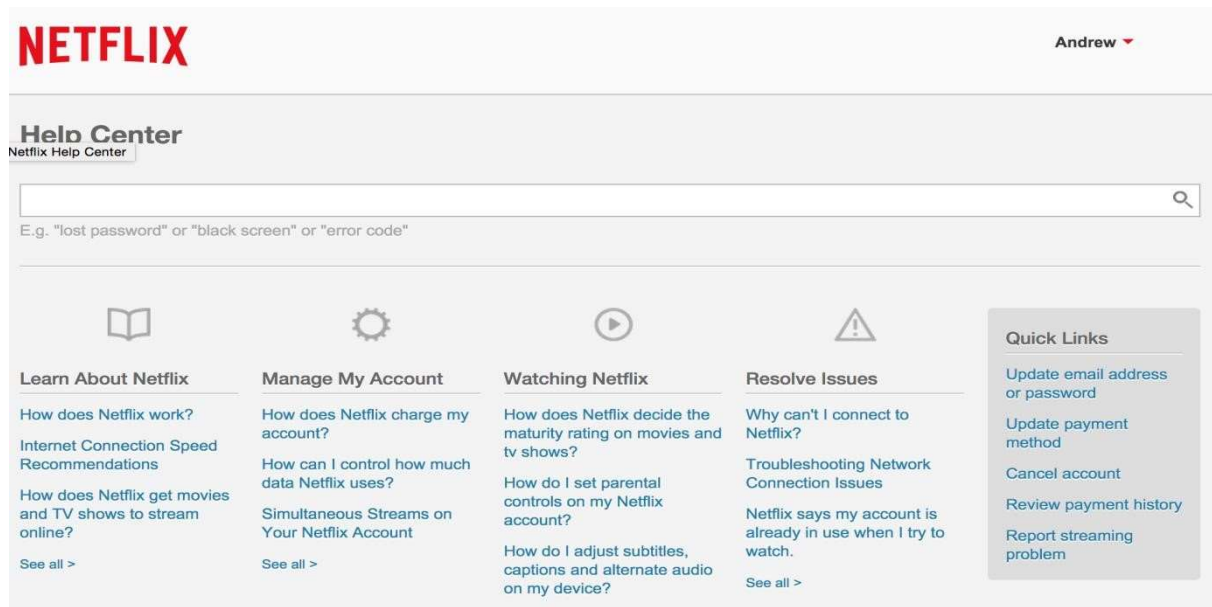 NETFLIX
Andrew
Help Center
Netflix Help Center
E.g. "lost password" or "black screen" or "error code"
Learn About Netflix
How does Netflix work?
Internet Connection Speed
Recommendations
How does Netflix get movies
and TV shows to stream
online?
See all >
Manage My Account
How does Netflix charge my
account?
How can I control how much
data Netflix uses?
Simultaneous Streams on
Your Netflix Account
See all >
Watching Netflix
How does Netflix decide the
maturity rating on movies and
tv shows?
How do I set parental
controls on my Netflix
account?
How do I adjust subtitles,
captions and alternate audio
on my device?
Resolve Issues
Why can't I connect to
Netflix?
Troubleshooting Network
Connection Issues
Netflix says my account is
already in use when I try to
watch.
See all >
Quick Links
Update email address
or password
Update payment
method
Cancel account
Review payment history
Report streaming
problem